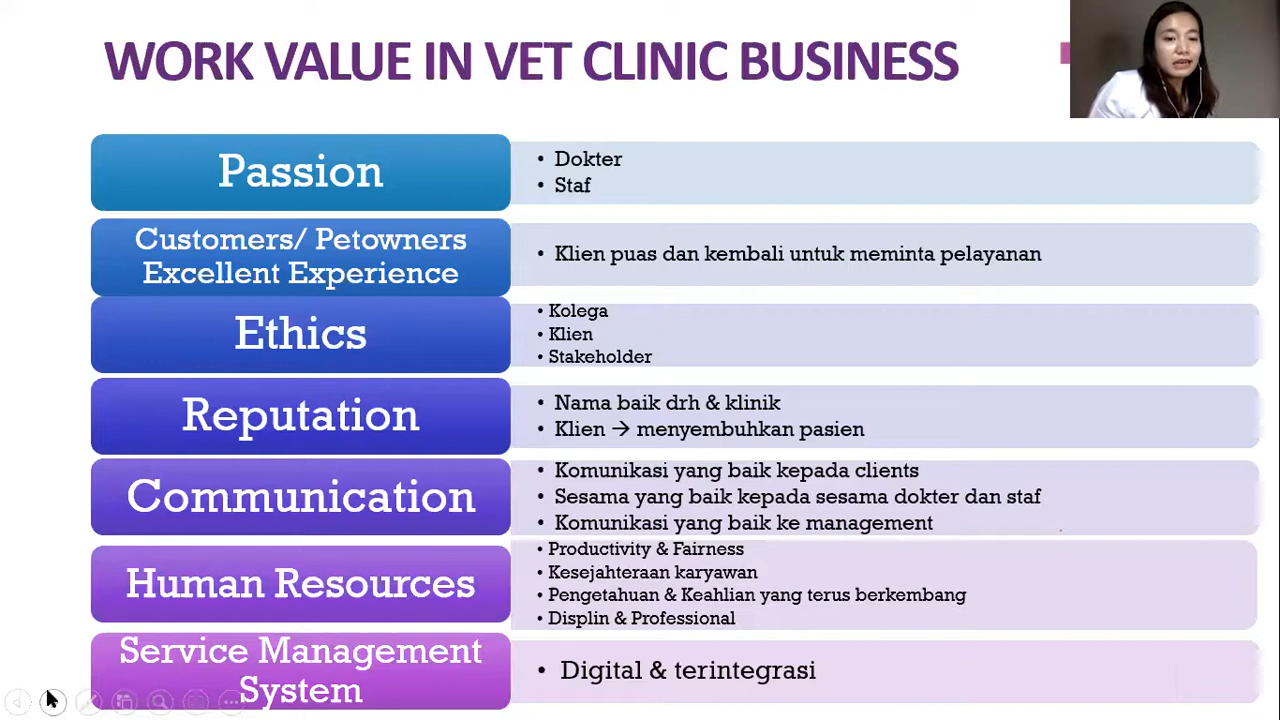 WORK VALUE IN VET CLINIC BUSINESS
Passion
• Dokter
• Staf
Customers/ Petowners
Excellent Experience
• Klien puas dan kembali untuk meminta pelayanan
Ethics
• Kolega
• Klien
• Stakeholder
Reputation
• Nama baik drh & klinik
• Klien → menyembuhkan pasien
Communication
• Komunikasi yang baik kepada clients
• Sesama yang baik kepada sesama dokter dan staf
• Komunikasi yang baik ke management
Human Resources
• Productivity & Fairness
• Kesejahteraan karyawan
• Pengetahuan & Keahlian yang terus berkembang
• Displin & Professional
Service Management
System
• Digital & terintegrasi